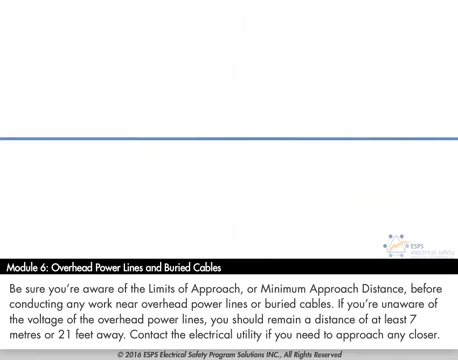 ESPS
electrical safety
Module 6: Overhead Power Lines and Buried Cables
Be sure you're aware of the Limits of Approach, or Minimum Approach Distance, before
conducting any work near overhead power lines or buried cables. If you're unaware of
the voltage of the overhead power lines, you should remain a distance of at least 7
metres or 21 feet away. Contact the electrical utility if you need to approach any closer.
© 2016 ESPS Electrical Safety Program Solutions INC., All Rights Reserved